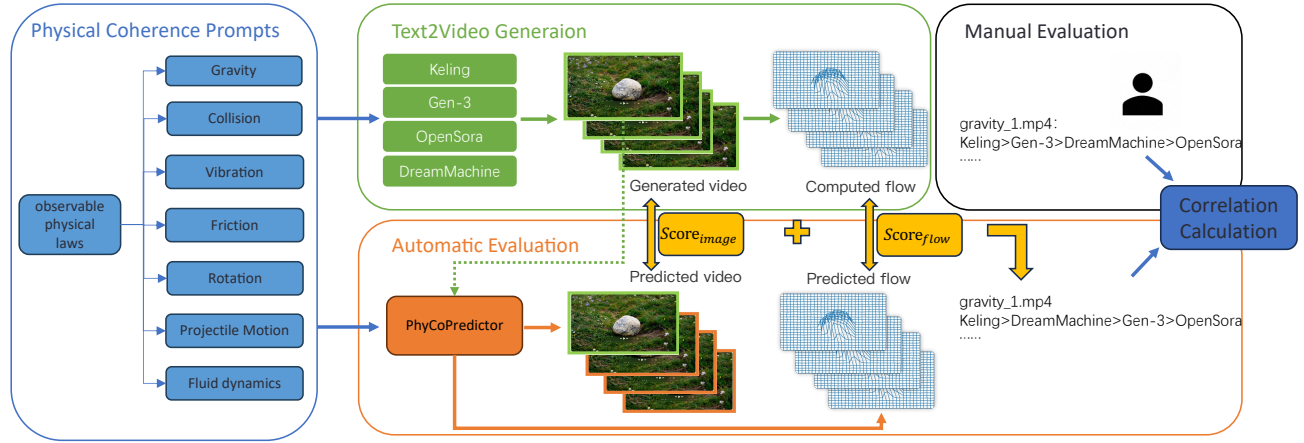 Physical Coherence Prompts
observable
physical
laws
Gravity
Collision
Vibration
Friction
Rotation
Projectile Motion
Fluid dynamics
Text2Video Generaion
Keling
Gen-3
OpenSora
DreamMachine
Generated video
Computed flow
Manual Evaluation
gravity_1.mp4:
Keling>Gen-3>DreamMachine>OpenSora
......
Automatic Evaluation
Score_image
+
Score_flow
Predicted video
Predicted flow
PhyCoPredictor
gravity_1.mp4
Keling>DreamMachine>Gen-3>OpenSora
......
Correlation
Calculation